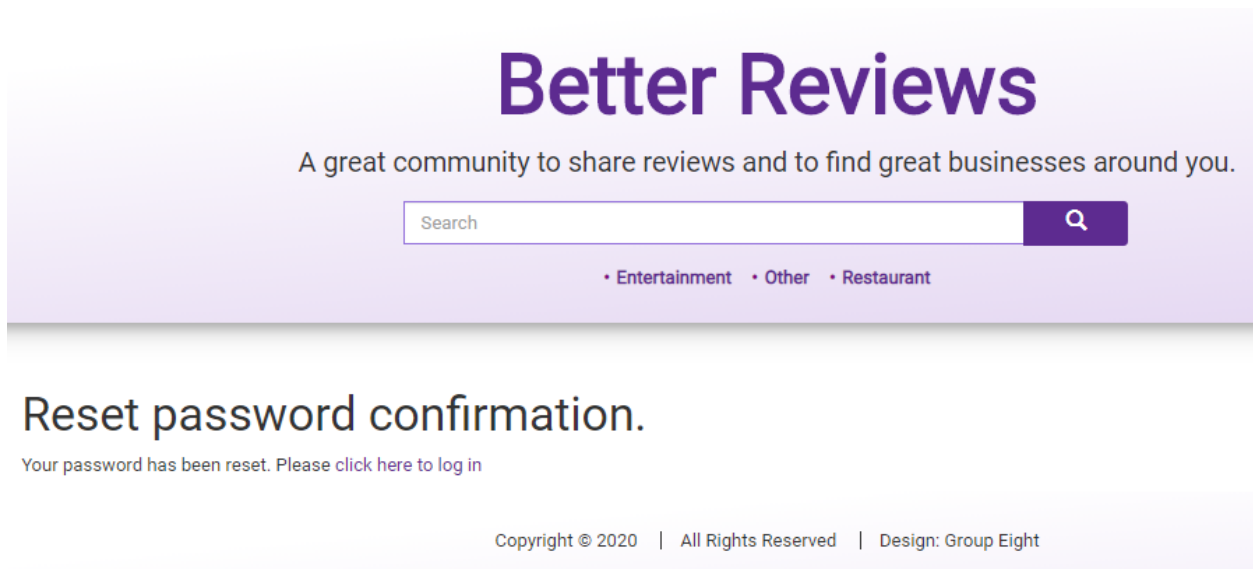 Better Reviews
A great community to share reviews and to find great businesses around you.
Search
• Entertainment • Other • Restaurant
Reset password confirmation.
Your password has been reset. Please click here to log in
Copyright © 2020 | All Rights Reserved | Design: Group Eight